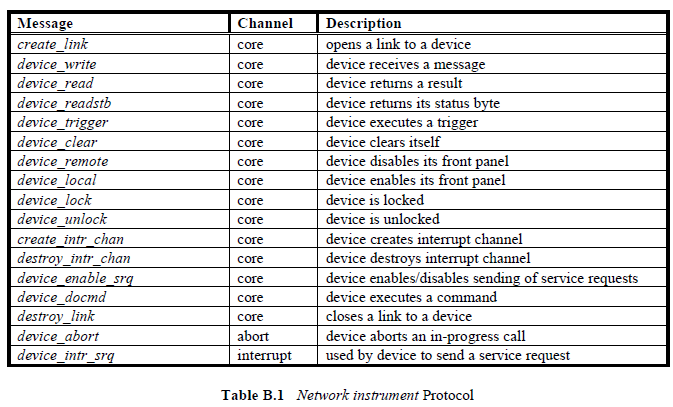 Message Channel Description
create_link core opens a link to a device
device_write core device receives a message
device_read core device returns a result
device_readstb core device returns its status byte
device_trigger core device executes a trigger
device_clear core device clears itself
device_remote core device disables its front panel
device_local core device enables its front panel
device_lock core device is locked
device_unlock core device is unlocked
create_intr_chan core device creates interrupt channel
destroy_intr_chan core device destroys interrupt channel
device_enable_srq core device enables/disables sending of service requests
device_docmd core device executes a command
destroy_link core closes a link to a device
device_abort abort device aborts an in-progress call
device_intr_srq interrupt used by device to send a service request
Table B.1 Network instrument Protocol